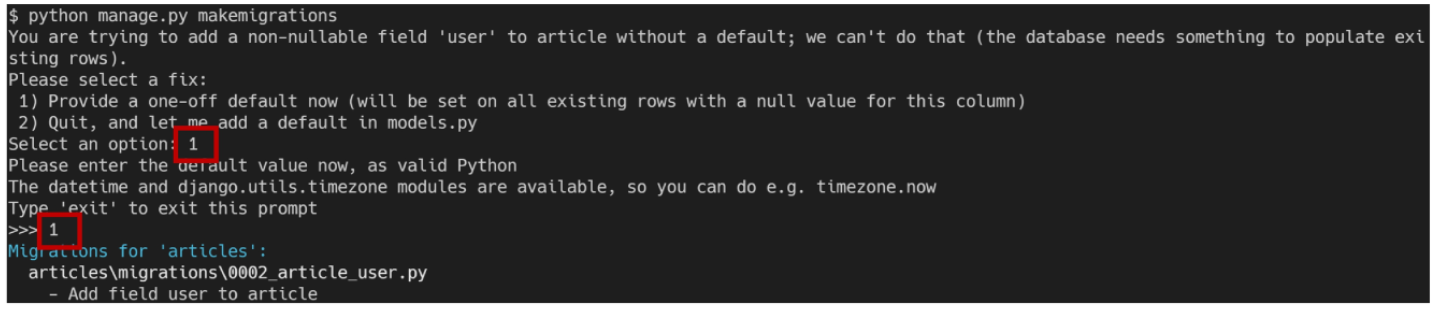 $ python manage.py makemigrations
You are trying to add a non-nullable field 'user' to article without a default; we can't do that (the database needs something to populate exi
sting rows).
Please select a fix:
 1) Provide a one-off default now (will be set on all existing rows with a null value for this column)
 2) Quit, and let me add a default in models.py
Select an option: 1
Please enter the default value now, as valid Python
The datetime and django.utils.timezone modules are available, so you can do e.g. timezone.now
Type 'exit' to exit this prompt
>>> 1
Migrations for 'articles':
  articles\migrations\0002_article_user.py
    - Add field user to article